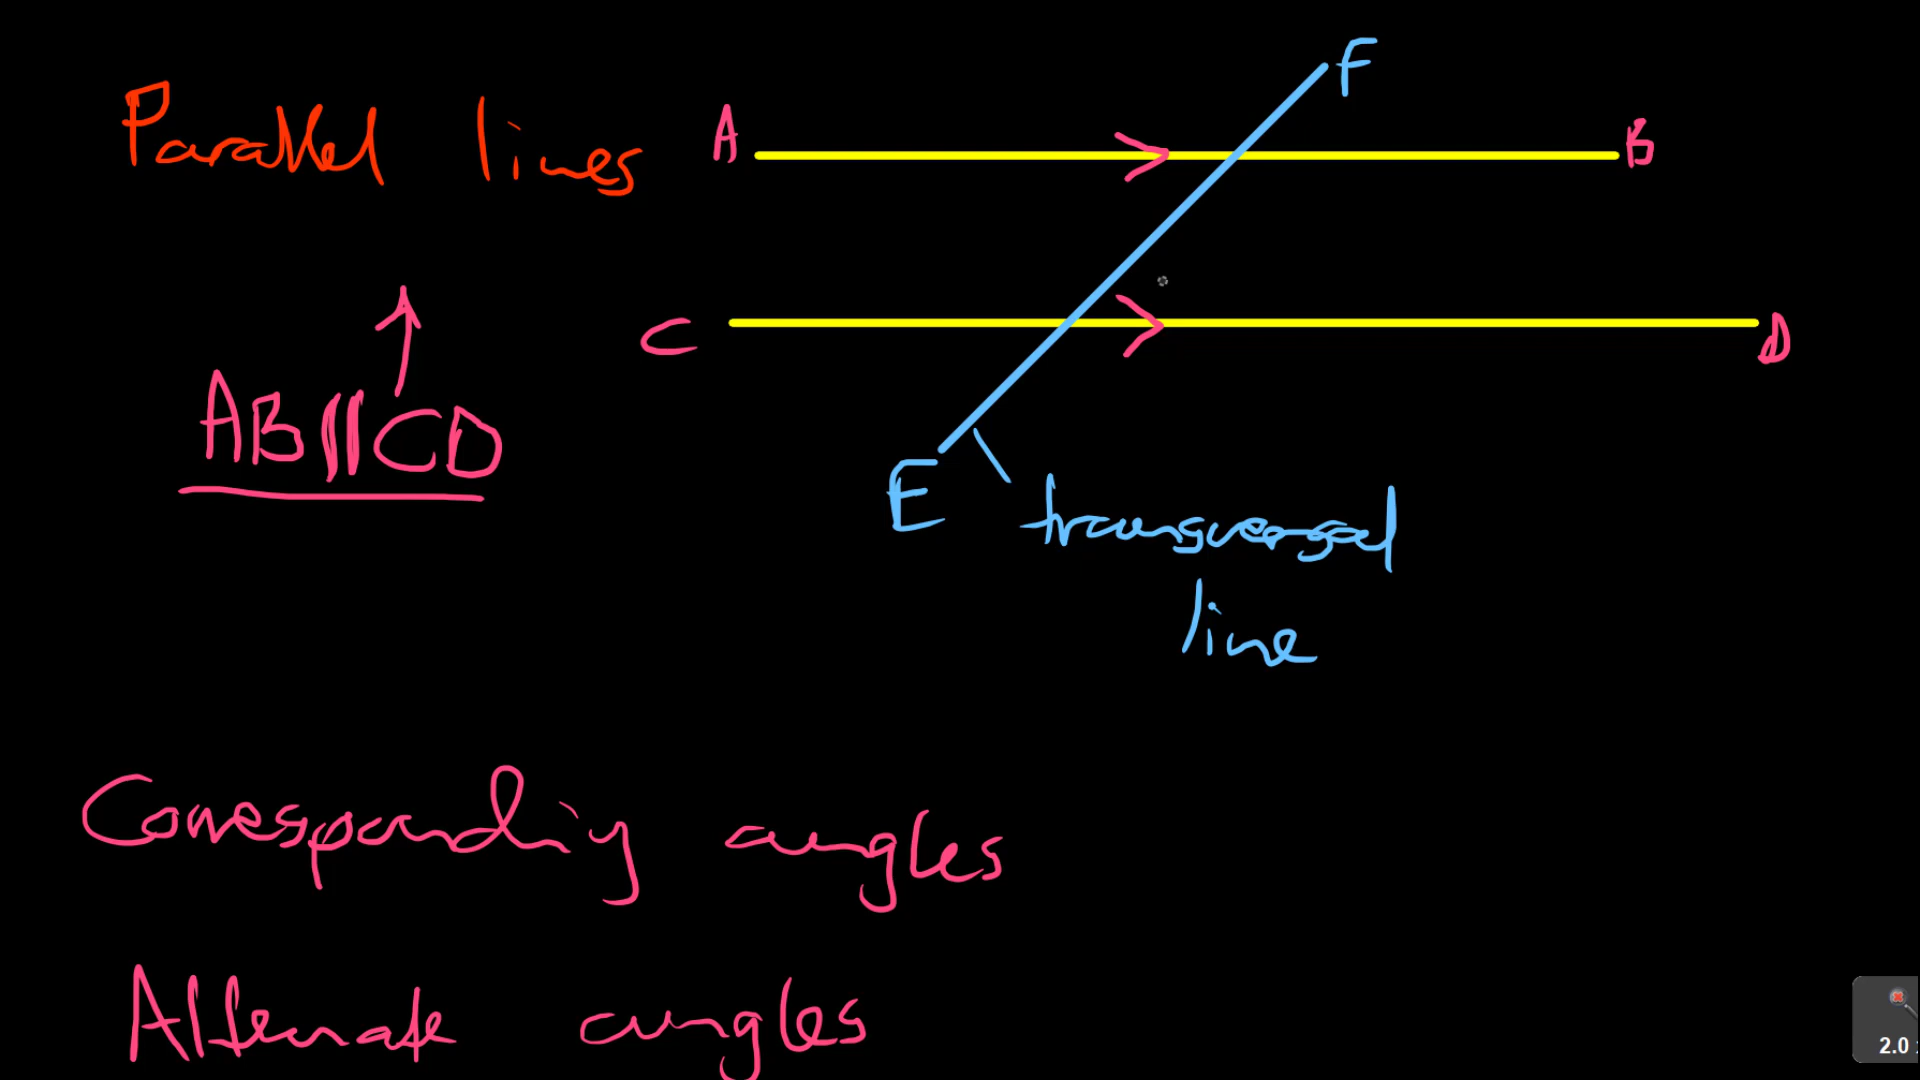 Parallel lines
A
B
F
C
D
AB||CD
E
transversal
line
Corresponding angles
Alternate angles
2.0